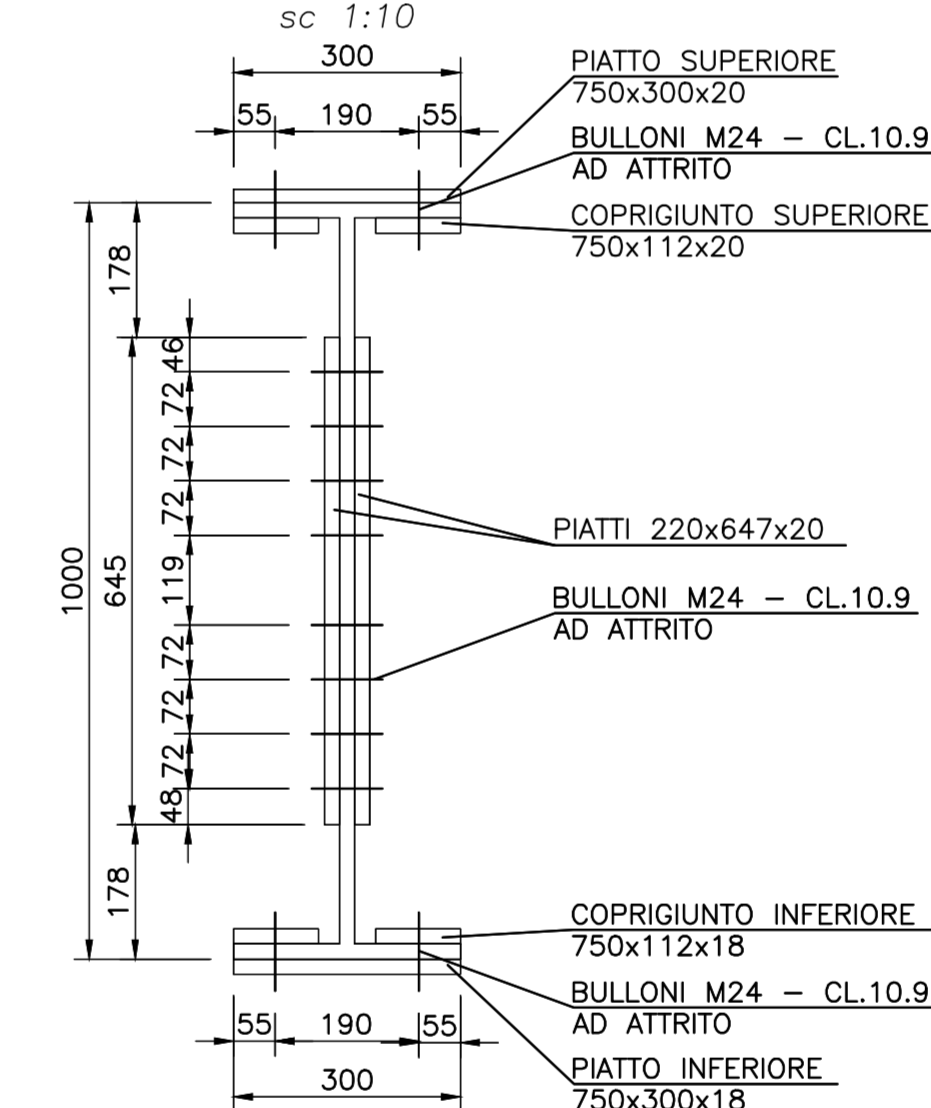 sc 1:10
300
55 190 55
PIATTO SUPERIORE
750x300x20
BULLONI M24 – CL.10.9
AD ATTRITO
COPRIGIUNTO SUPERIORE
750x112x20
178
46
72
72
72
119
72
72
72
48
645
1000
178
PIATTI 220x647x20
BULLONI M24 – CL.10.9
AD ATTRITO
COPRIGIUNTO INFERIORE
750x112x18
BULLONI M24 – CL.10.9
AD ATTRITO
PIATTO INFERIORE
750x300x18
55 190 55
300